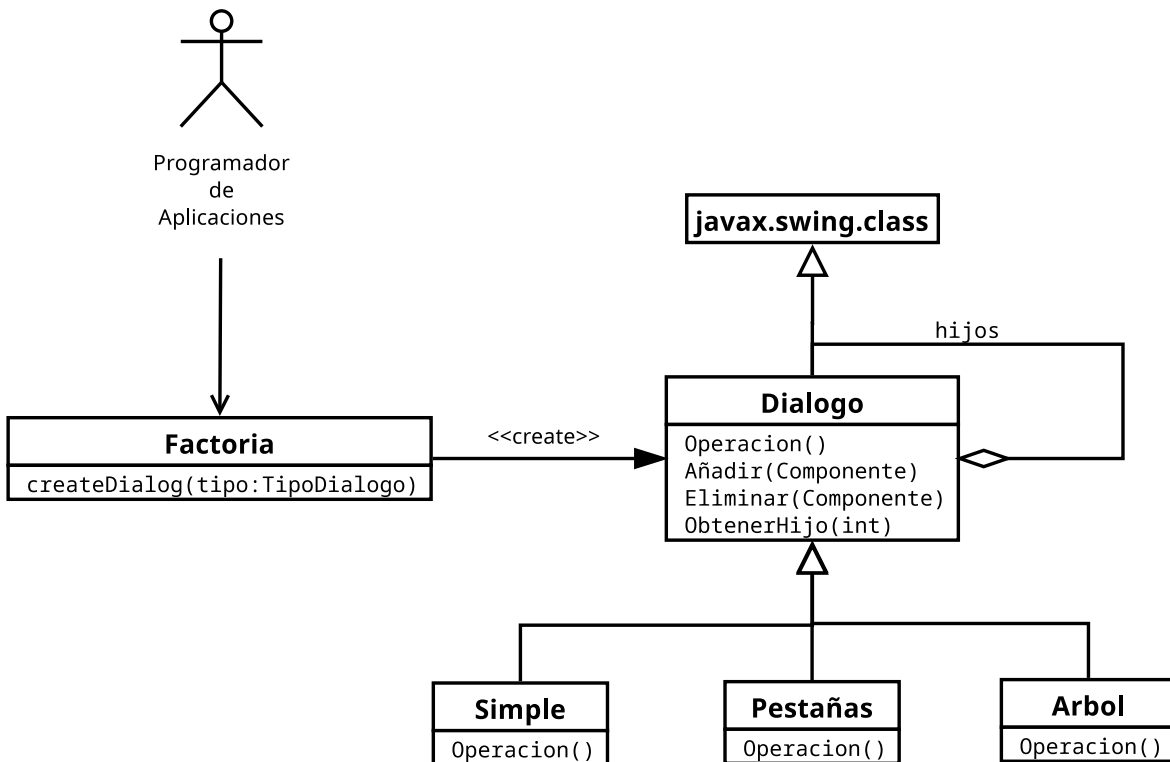 Programador
de
Aplicaciones
javax.swing.class
hijos
Dialogo
Operacion()
Añadir(Componente)
Eliminar(Componente)
ObtenerHijo(int)
<<create>>
Factoria
createDialog(tipo:TipoDialogo)
Simple
Operacion()
Pestañas
Operacion()
Arbol
Operacion()